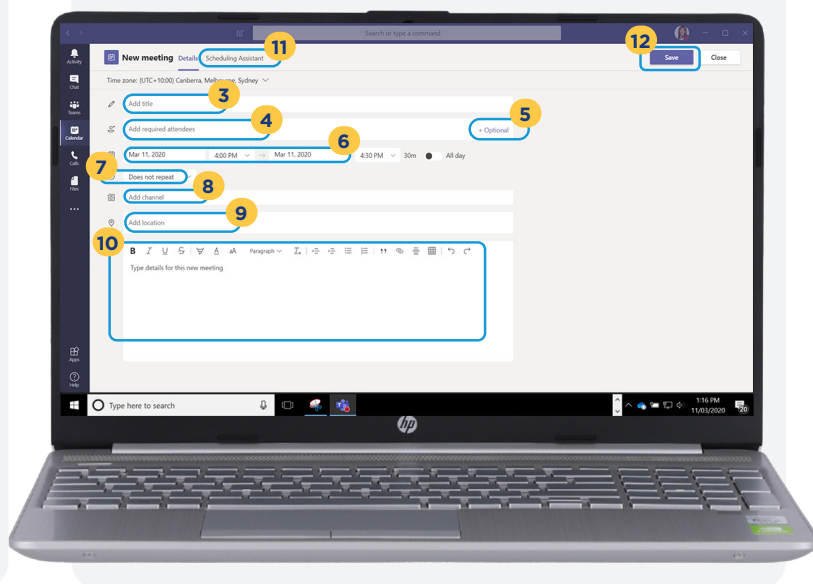 Search or type a command
11
12
New meeting Details Scheduling Assistant
Save Close
Activity
Chat
Teams
Calendar
Calls
Files
Apps
Help
Time zone: (UTC+10:00) Canberra, Melbourne, Sydney
3
Add title
4
5
Add required attendees
+ Optional
6
Mar 11, 2020 4:00 PM Mar 11, 2020 4:30 PM 30m All day
7
Does not repeat
8
Add channel
9
Add location
10
B I U S A aA Paragraph
Type details for this new meeting
Type here to search
1:16 PM
11/03/2020
20
hp